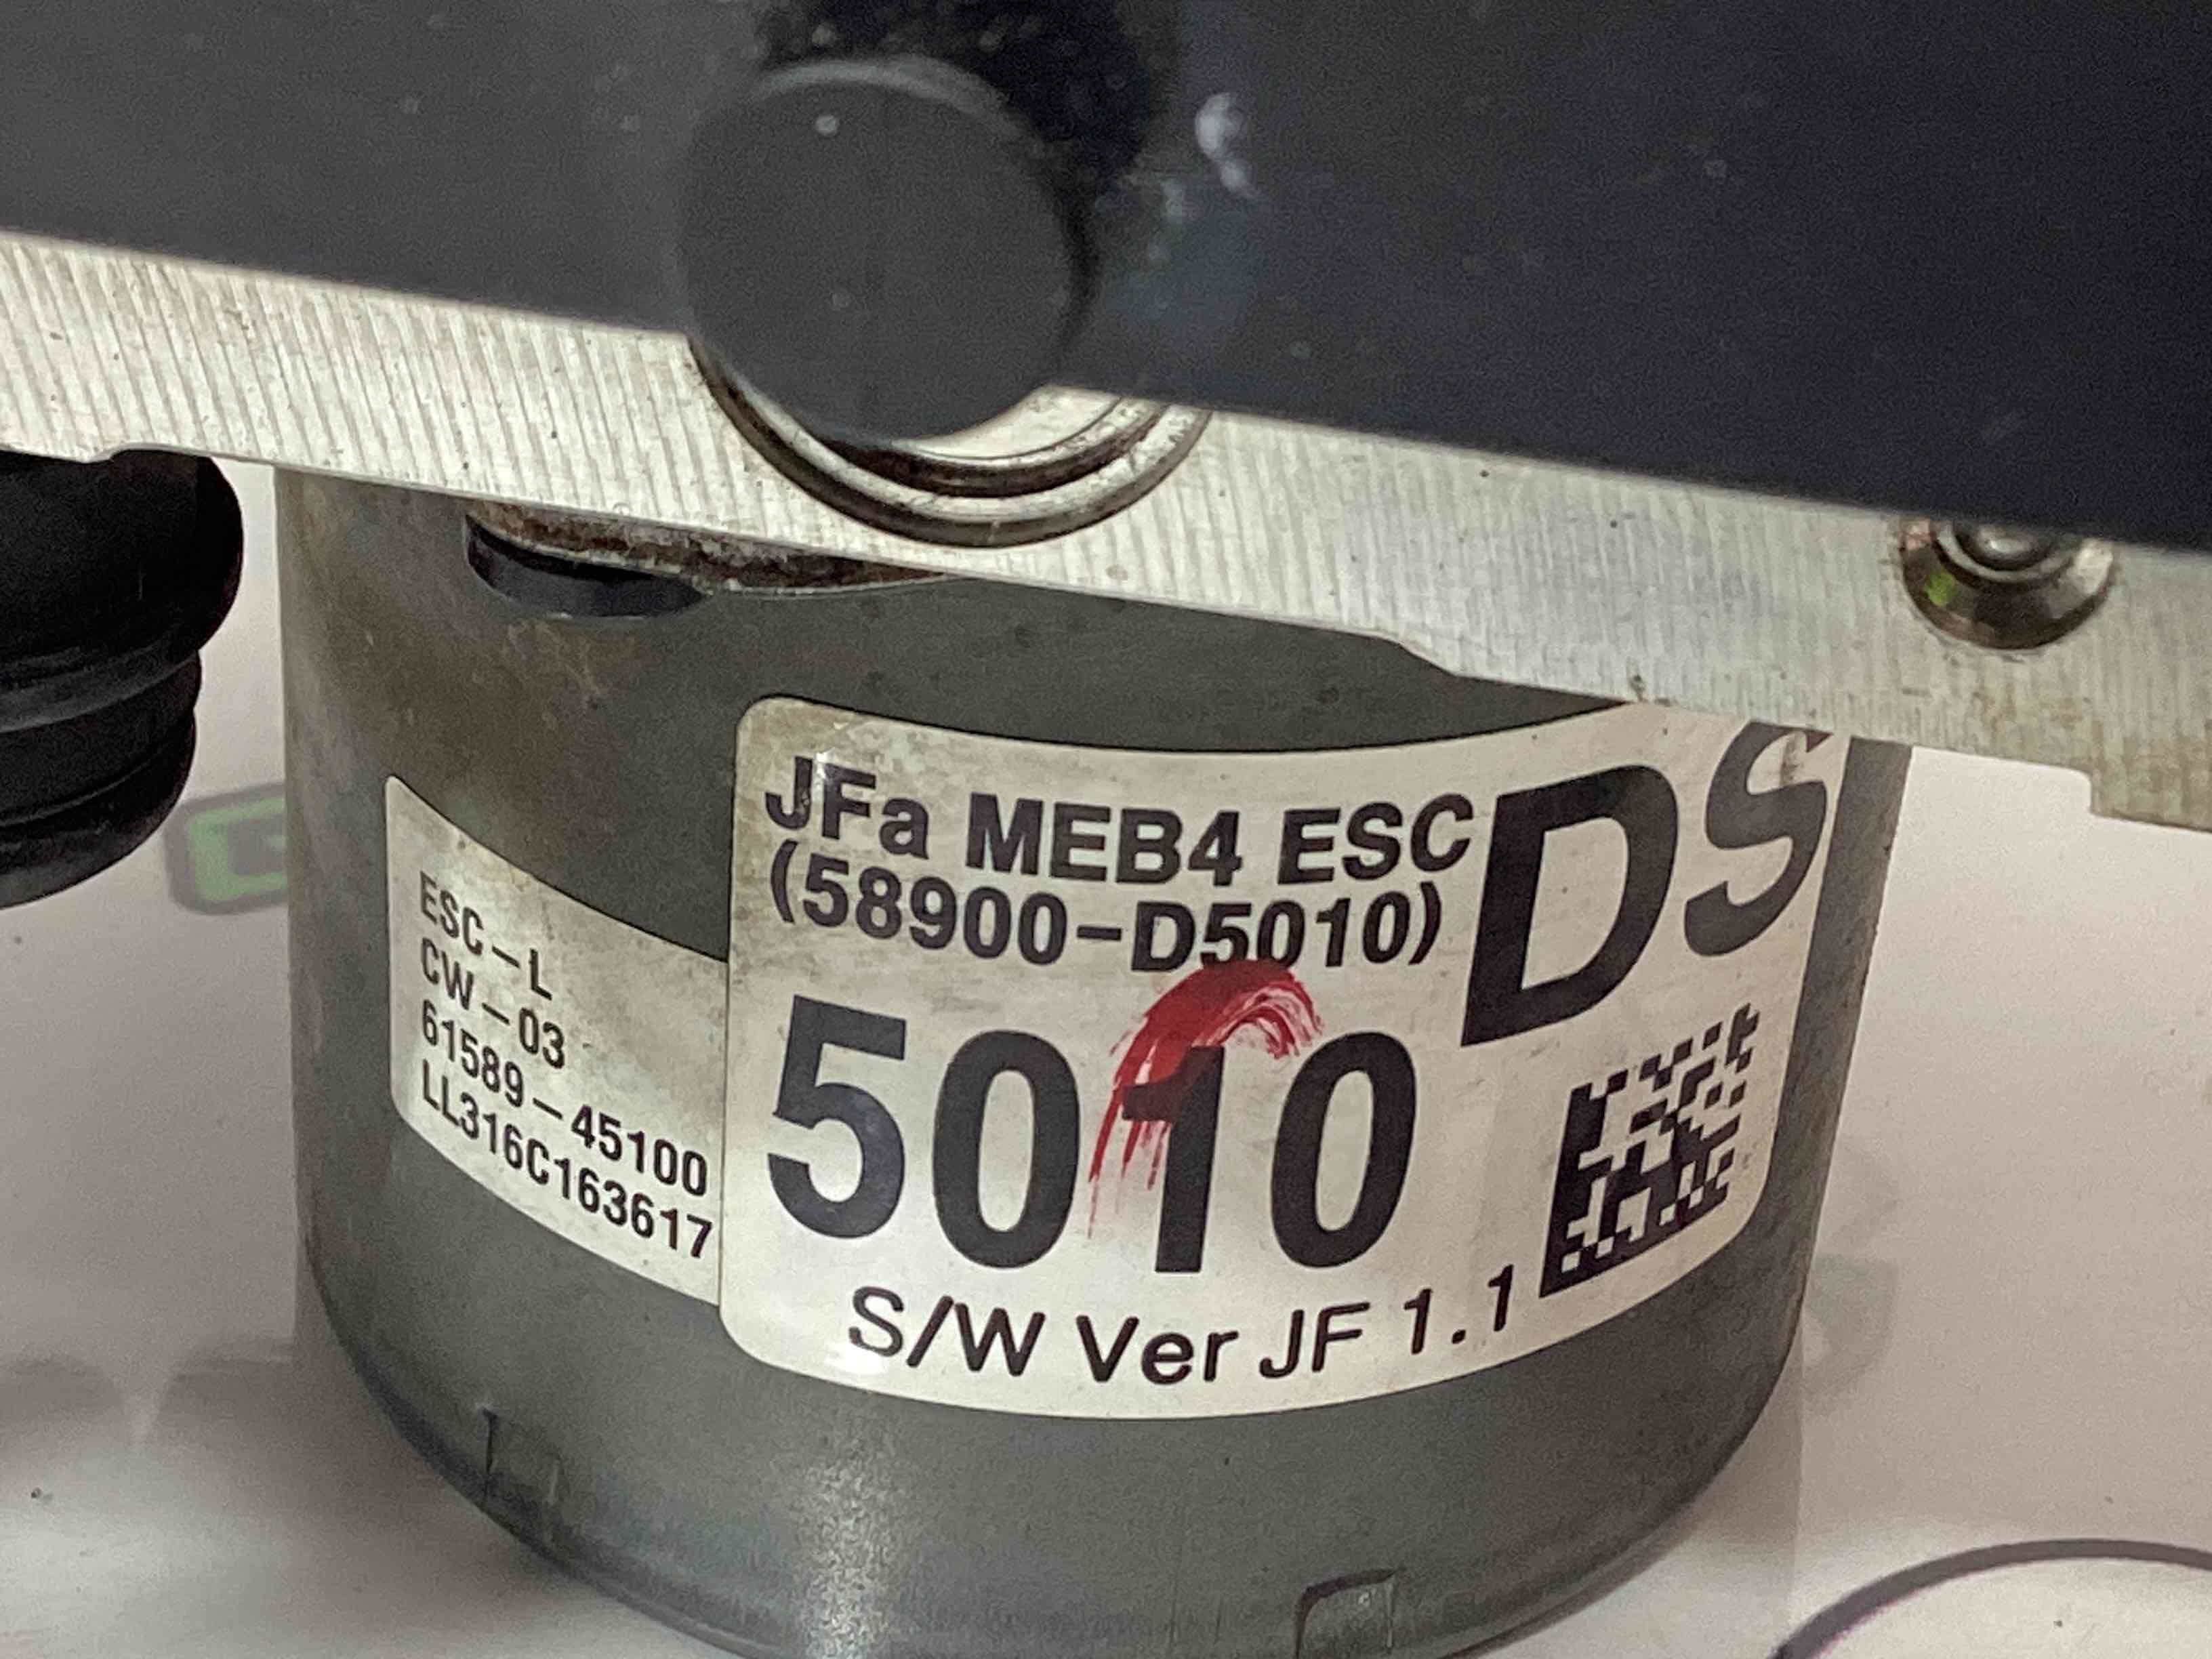 JFa MEB4 ESC
(58900-D5010)
DS
5010
S/W Ver JF 1.1
ESC-L
CW-03
61589-45100
LL316C163617